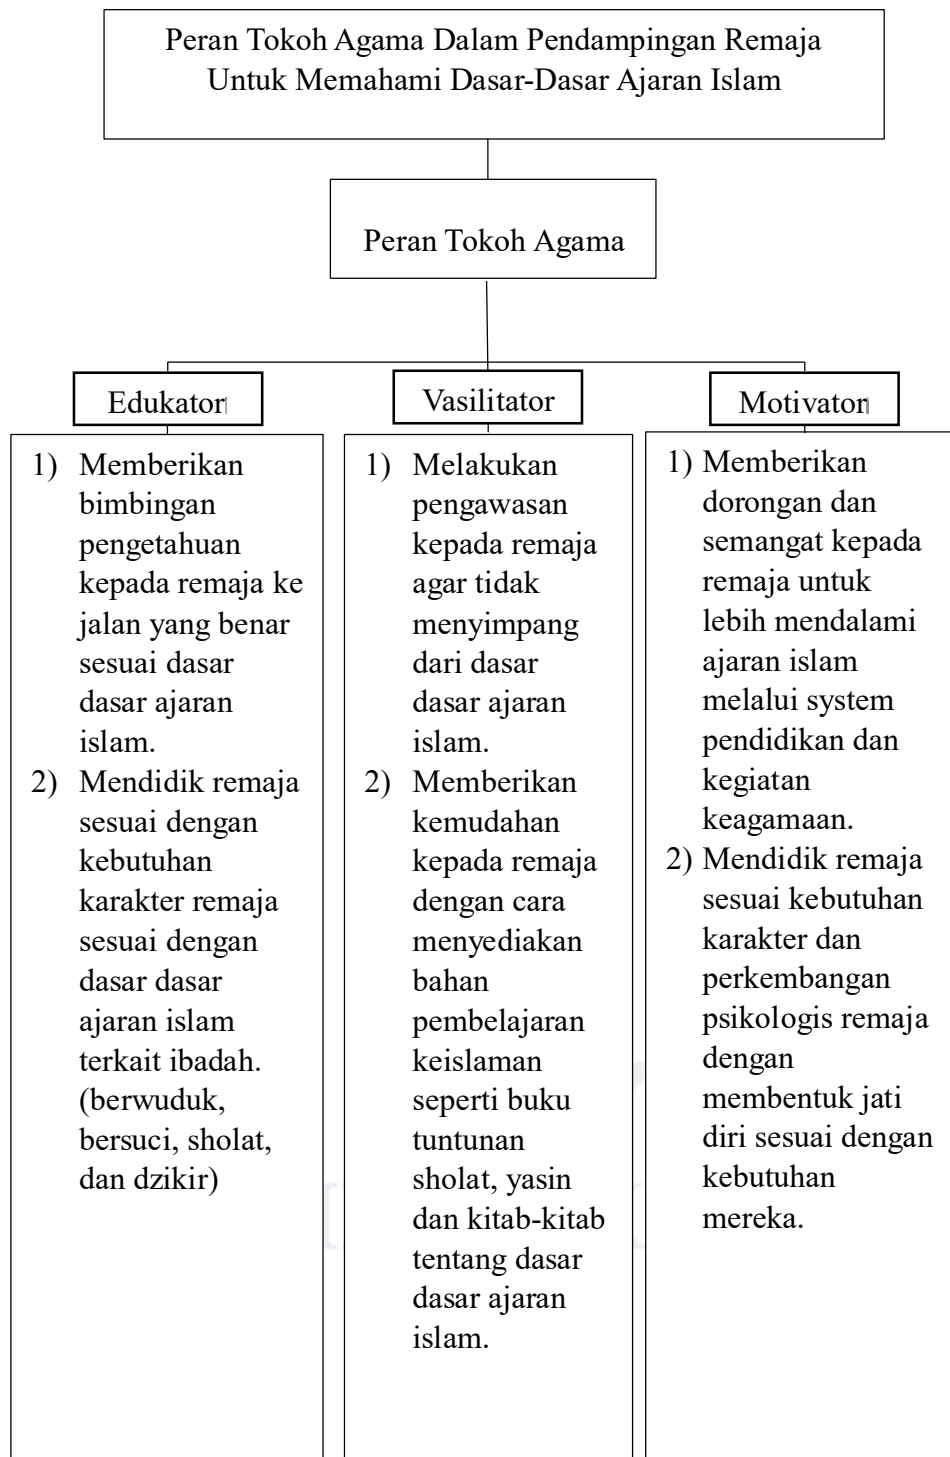 Peran Tokoh Agama Dalam Pendampingan Remaja
Untuk Memahami Dasar-Dasar Ajaran Islam
Peran Tokoh Agama
Edukator
1) Memberikan
bimbingan
pengetahuan
kepada remaja ke
jalan yang benar
sesuai dasar
dasar ajaran
islam.
2) Mendidik remaja
sesuai dengan
kebutuhan
karakter remaja
sesuai dengan
dasar dasar
ajaran islam
terkait ibadah.
(berwuduk,
bersuci, sholat,
dan dzikir)
Vasilitator
1) Melakukan
pengawasan
kepada remaja
agar tidak
menyimpang
dari dasar
dasar ajaran
islam.
2) Memberikan
kemudahan
kepada remaja
dengan cara
menyediakan
bahan
pembelajaran
keislaman
seperti buku
tuntunan
sholat, yasin
dan kitab-kitab
tentang dasar
dasar ajaran
islam.
Motivator
1) Memberikan
dorongan dan
semangat kepada
remaja untuk
lebih mendalami
ajaran islam
melalui system
pendidikan dan
kegiatan
keagamaan.
2) Mendidik remaja
sesuai kebutuhan
karakter dan
perkembangan
psikologis remaja
dengan
membentuk jati
diri sesuai dengan
kebutuhan
mereka.